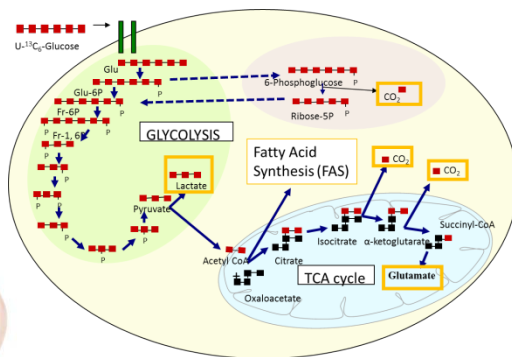 U-¹³C₆-Glucose
Glu
P
Glu-6P
P
Fr-6P
P
P
Fr-1, 6P
P
P
P
P
P
P
GLYCOLYSIS
P
6-Phosphoglucose
P
Ribose-5P
CO₂
Lactate
Pyruvate
Fatty Acid
Synthesis (FAS)
CO₂
CO₂
Acetyl CoA
+
Oxaloacetate
Citrate
Isocitrate
α-ketoglutarate
Succinyl-CoA
Glutamate
TCA cycle